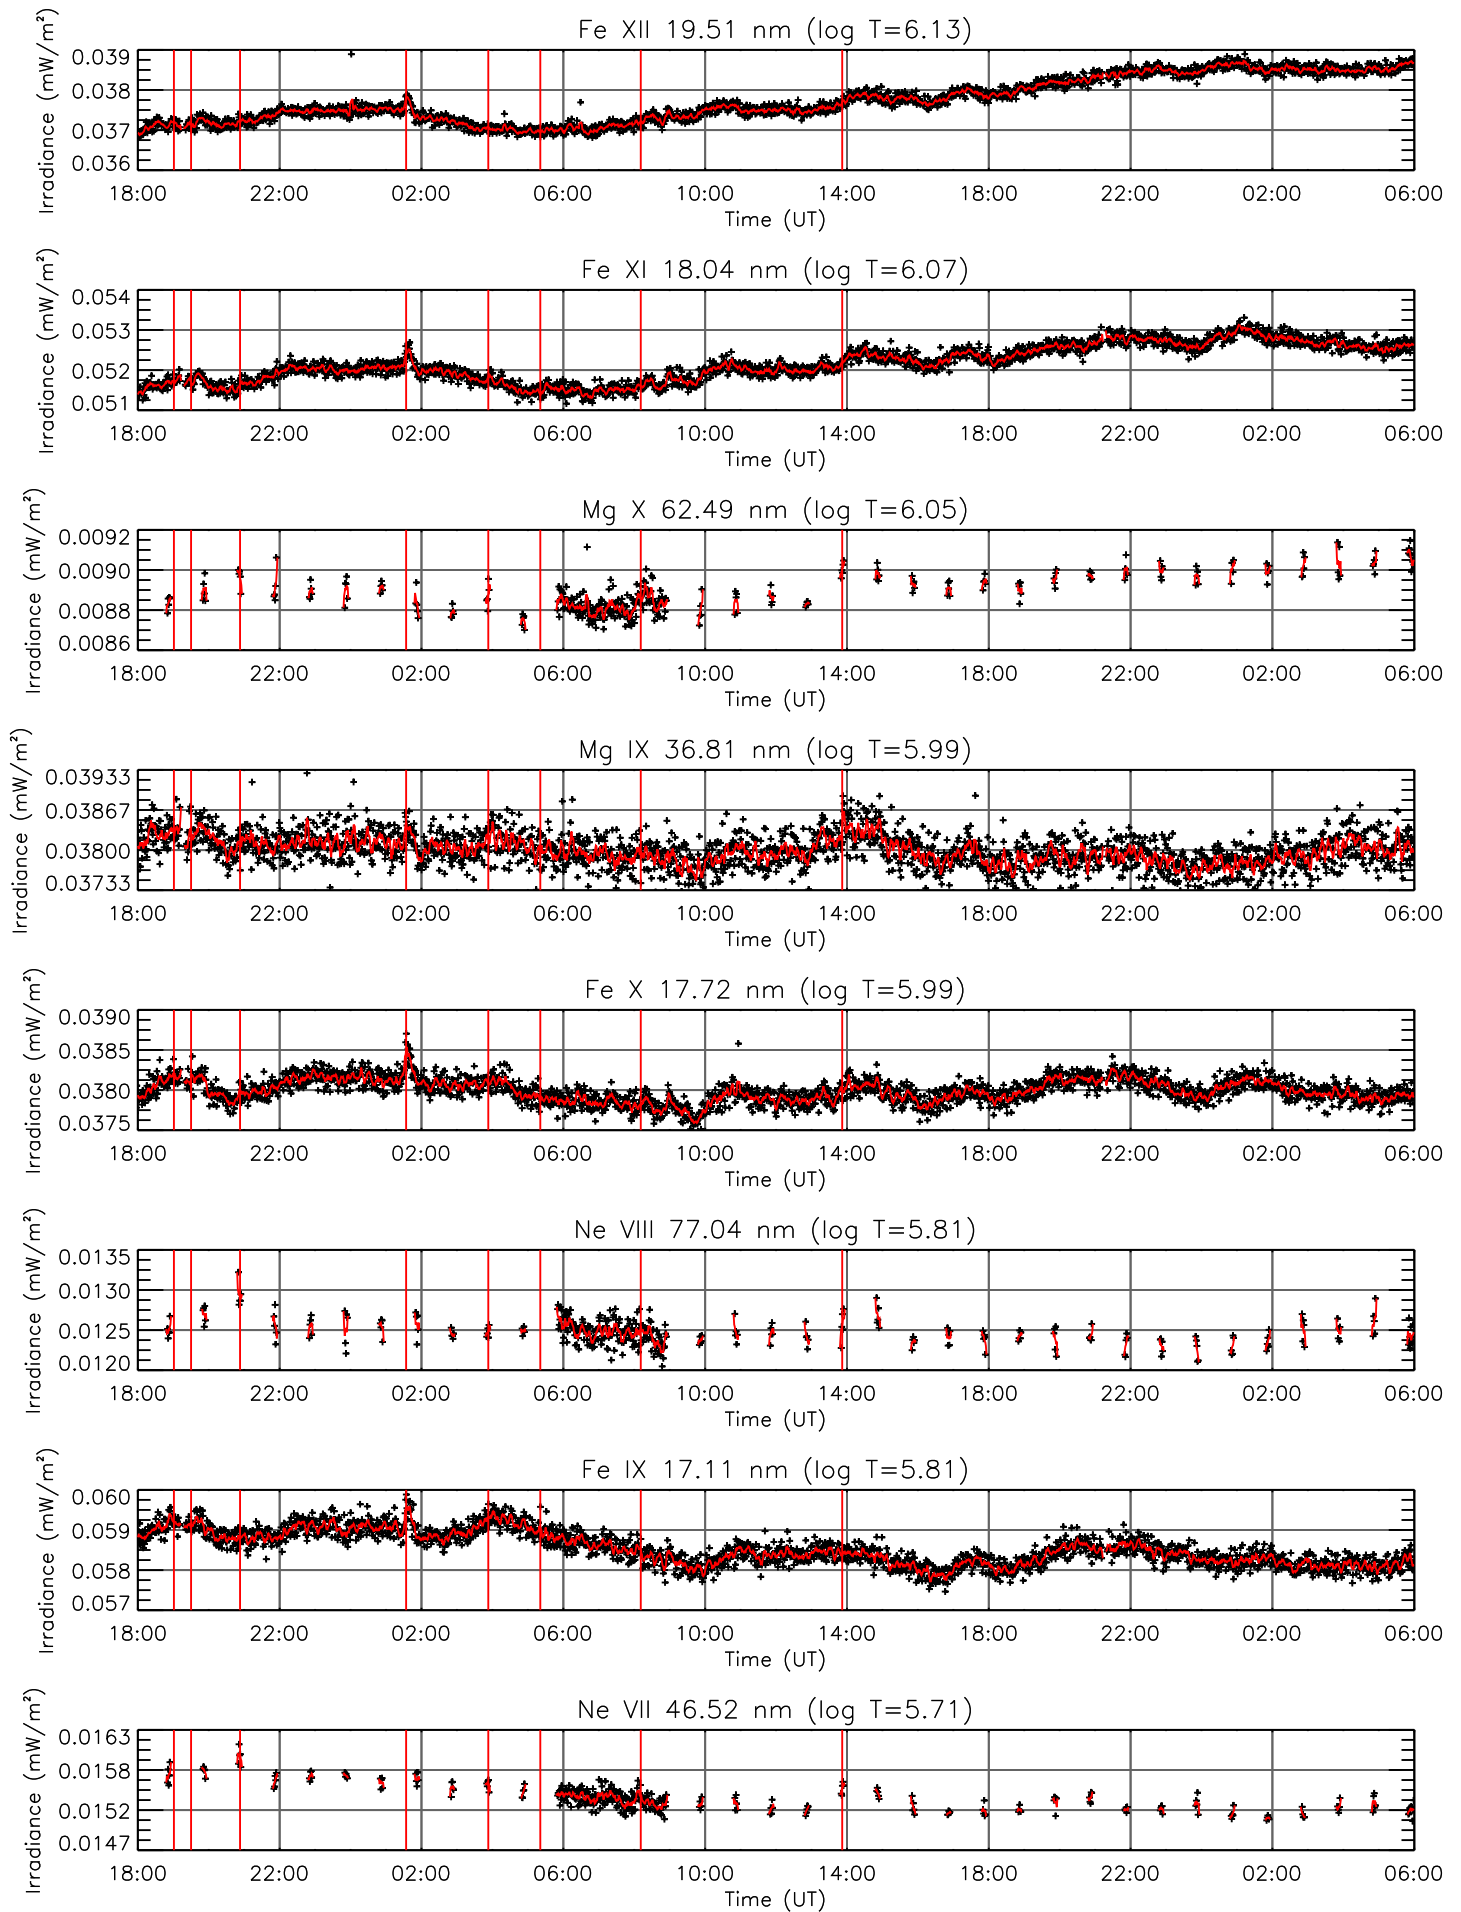 Fe XII 19.51 nm (log T=6.13)
Irradiance (mW/m²)
0.039
0.038
0.037
0.036
18:00 22:00 02:00 06:00 10:00 14:00 18:00 22:00 02:00 06:00
Time (UT)
Fe XI 18.04 nm (log T=6.07)
Irradiance (mW/m²)
0.054
0.053
0.052
0.051
18:00 22:00 02:00 06:00 10:00 14:00 18:00 22:00 02:00 06:00
Time (UT)
Mg X 62.49 nm (log T=6.05)
Irradiance (mW/m²)
0.0092
0.0090
0.0088
0.0086
18:00 22:00 02:00 06:00 10:00 14:00 18:00 22:00 02:00 06:00
Time (UT)
Mg IX 36.81 nm (log T=5.99)
Irradiance (mW/m²)
0.03933
0.03867
0.03800
0.03733
18:00 22:00 02:00 06:00 10:00 14:00 18:00 22:00 02:00 06:00
Time (UT)
Fe X 17.72 nm (log T=5.99)
Irradiance (mW/m²)
0.0390
0.0385
0.0380
0.0375
18:00 22:00 02:00 06:00 10:00 14:00 18:00 22:00 02:00 06:00
Time (UT)
Ne VIII 77.04 nm (log T=5.81)
Irradiance (mW/m²)
0.0135
0.0130
0.0125
0.0120
18:00 22:00 02:00 06:00 10:00 14:00 18:00 22:00 02:00 06:00
Time (UT)
Fe IX 17.11 nm (log T=5.81)
Irradiance (mW/m²)
0.060
0.059
0.058
0.057
18:00 22:00 02:00 06:00 10:00 14:00 18:00 22:00 02:00 06:00
Time (UT)
Ne VII 46.52 nm (log T=5.71)
Irradiance (mW/m²)
0.0163
0.0158
0.0152
0.0147
18:00 22:00 02:00 06:00 10:00 14:00 18:00 22:00 02:00 06:00
Time (UT)